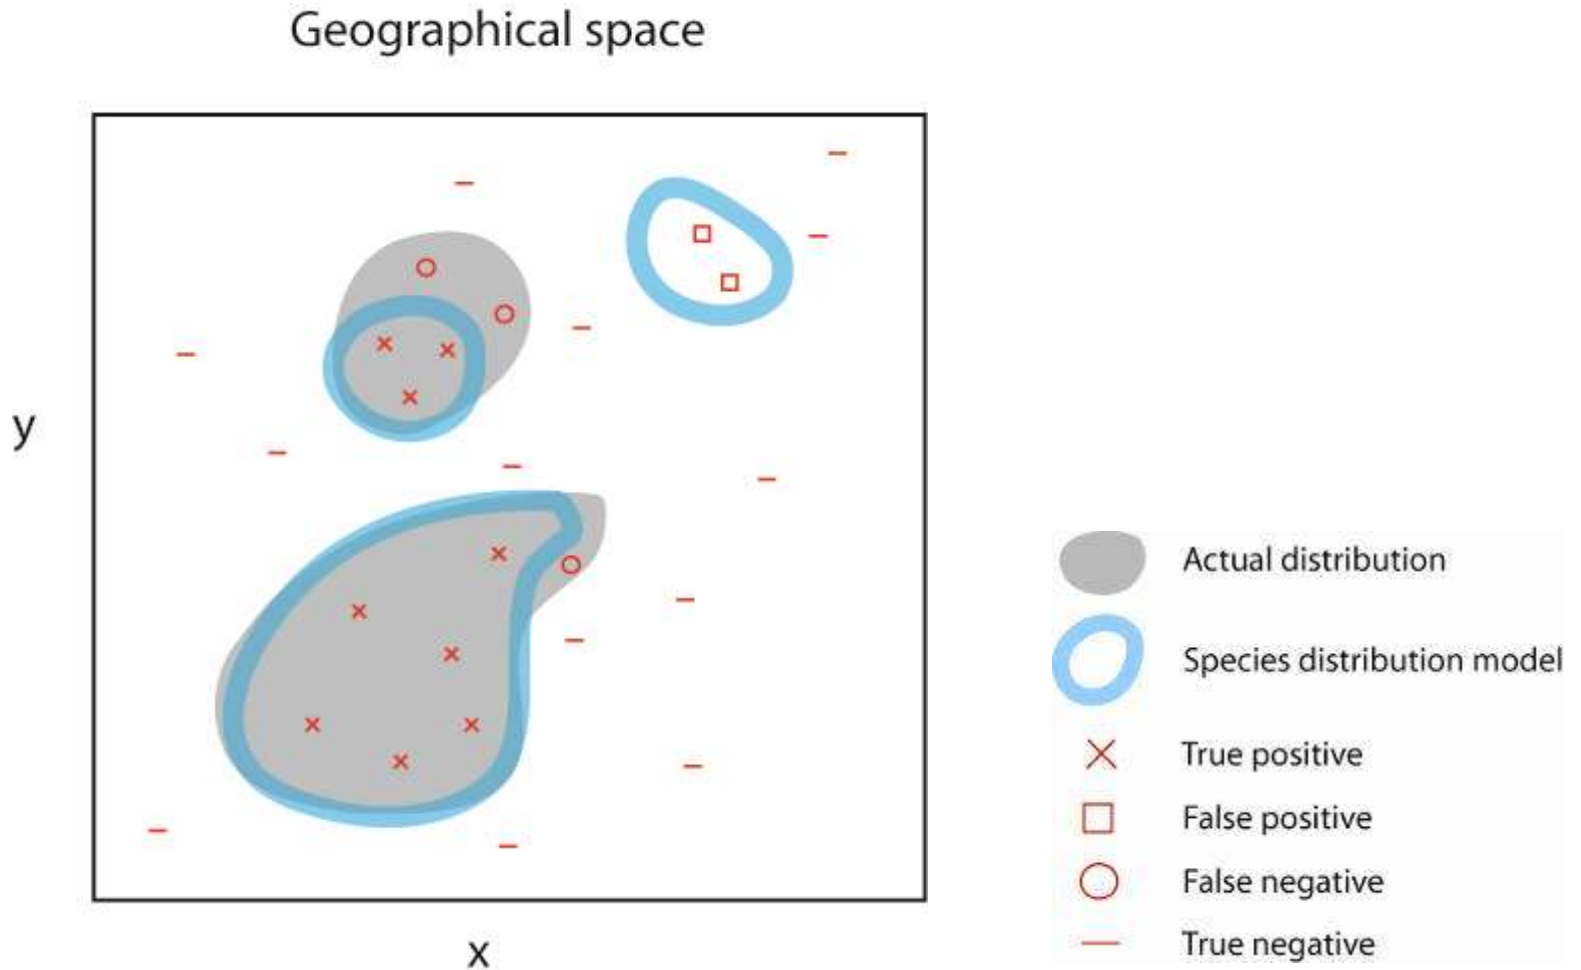 Geographical space
y
x
Actual distribution
Species distribution model
True positive
False positive
False negative
True negative